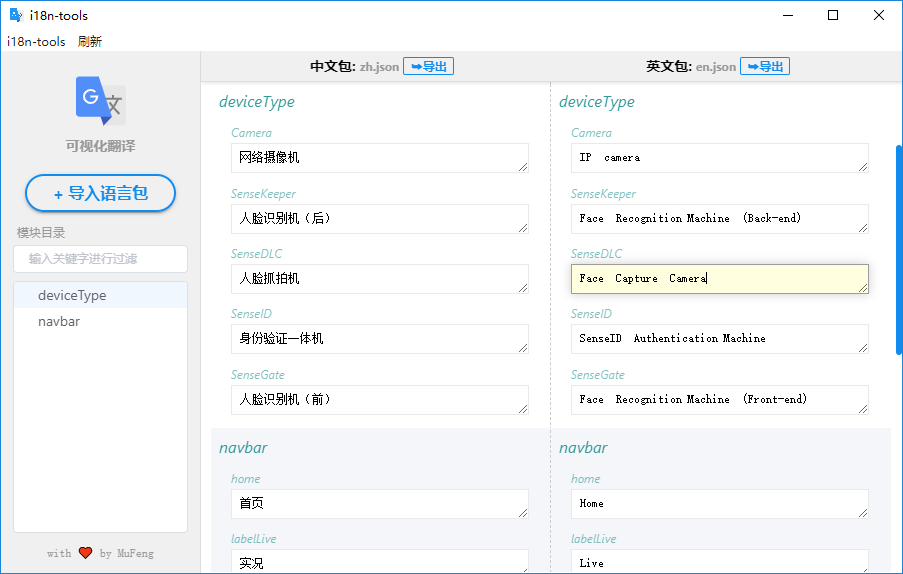 i18n-tools
i18n-tools 刷新
G 文
可视化翻译
+ 导入语言包
模块目录
输入关键字进行过滤
deviceType
navbar
with ❤ by MuFeng
中文包: zh.json ➥导出
英文包: en.json ➥导出
deviceType
deviceType
Camera
Camera
网络摄像机
IP camera
SenseKeeper
SenseKeeper
人脸识别机（后）
Face Recognition Machine (Back-end)
SenseDLC
SenseDLC
人脸抓拍机
Face Capture Camera
SenseID
SenseID
身份验证一体机
SenseID Authentication Machine
SenseGate
SenseGate
人脸识别机（前）
Face Recognition Machine (Front-end)
navbar
navbar
home
home
首页
Home
labelLive
labelLive
实况
Live